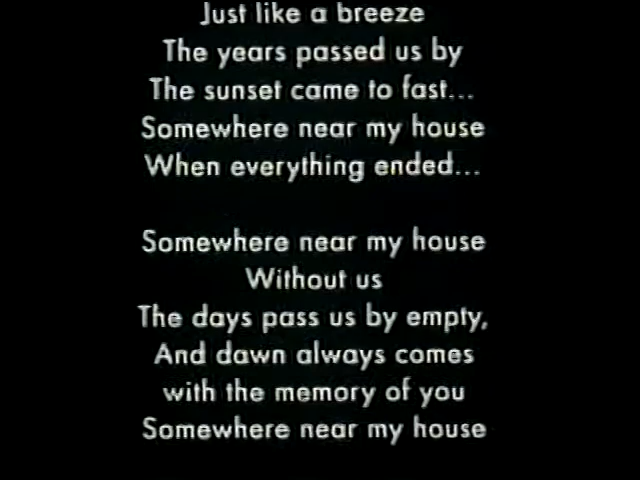 Just like a breeze
The years passed us by
The sunset came to fast...
Somewhere near my house
When everything ended...
Somewhere near my house
Without us
The days pass us by empty,
And dawn always comes
with the memory of you
Somewhere near my house